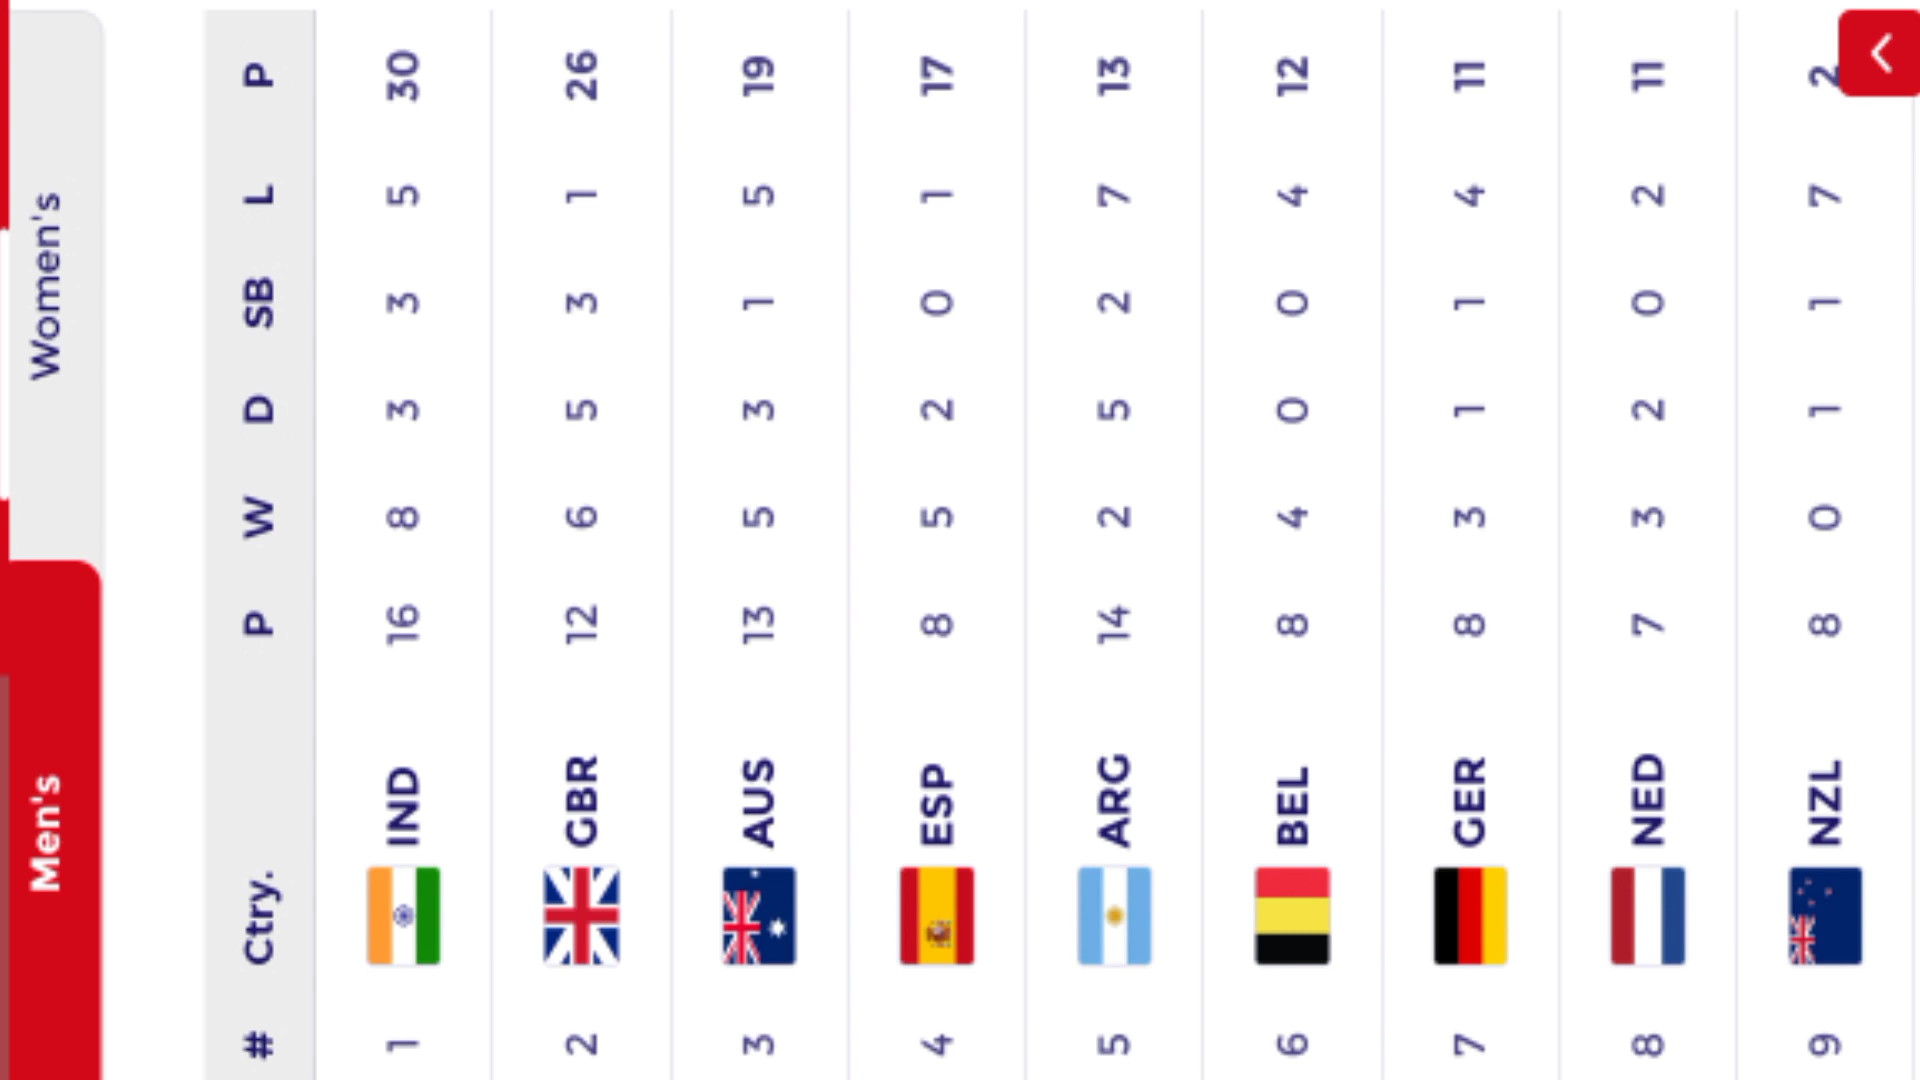 Men's Women's
# Ctry. P W D SB L P
1 IND 16 8 3 3 5 30
2 GBR 12 6 5 3 1 26
3 AUS 13 5 3 1 5 19
4 ESP 8 5 2 0 1 17
5 ARG 14 2 5 2 7 13
6 BEL 8 4 0 0 4 12
7 GER 8 3 1 1 4 11
8 NED 7 3 2 0 2 11
9 NZL 8 0 1 1 7 2